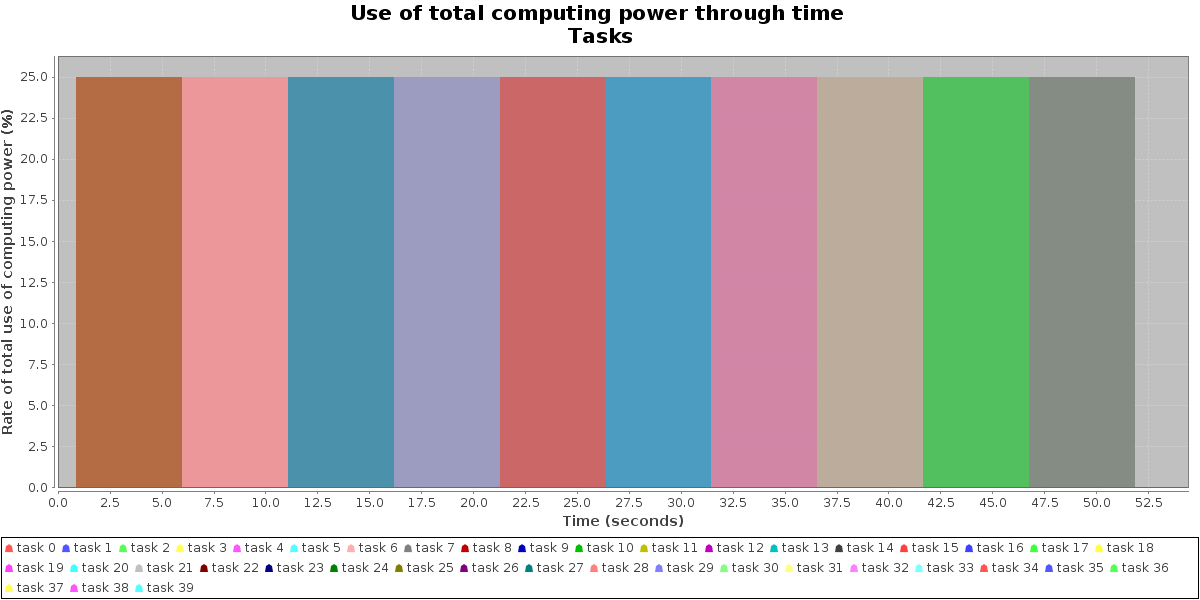 Use of total computing power through time
Tasks
Rate of total use of computing power (%)
25.0
22.5
20.0
17.5
15.0
12.5
10.0
7.5
5.0
2.5
0.0
0.0 2.5 5.0 7.5 10.0 12.5 15.0 17.5 20.0 22.5 25.0 27.5 30.0 32.5 35.0 37.5 40.0 42.5 45.0 47.5 50.0 52.5
Time (seconds)
task 0 task 1 task 2 task 3 task 4 task 5 task 6 task 7 task 8 task 9 task 10 task 11 task 12 task 13 task 14 task 15 task 16 task 17 task 18
task 19 task 20 task 21 task 22 task 23 task 24 task 25 task 26 task 27 task 28 task 29 task 30 task 31 task 32 task 33 task 34 task 35 task 36
task 37 task 38 task 39